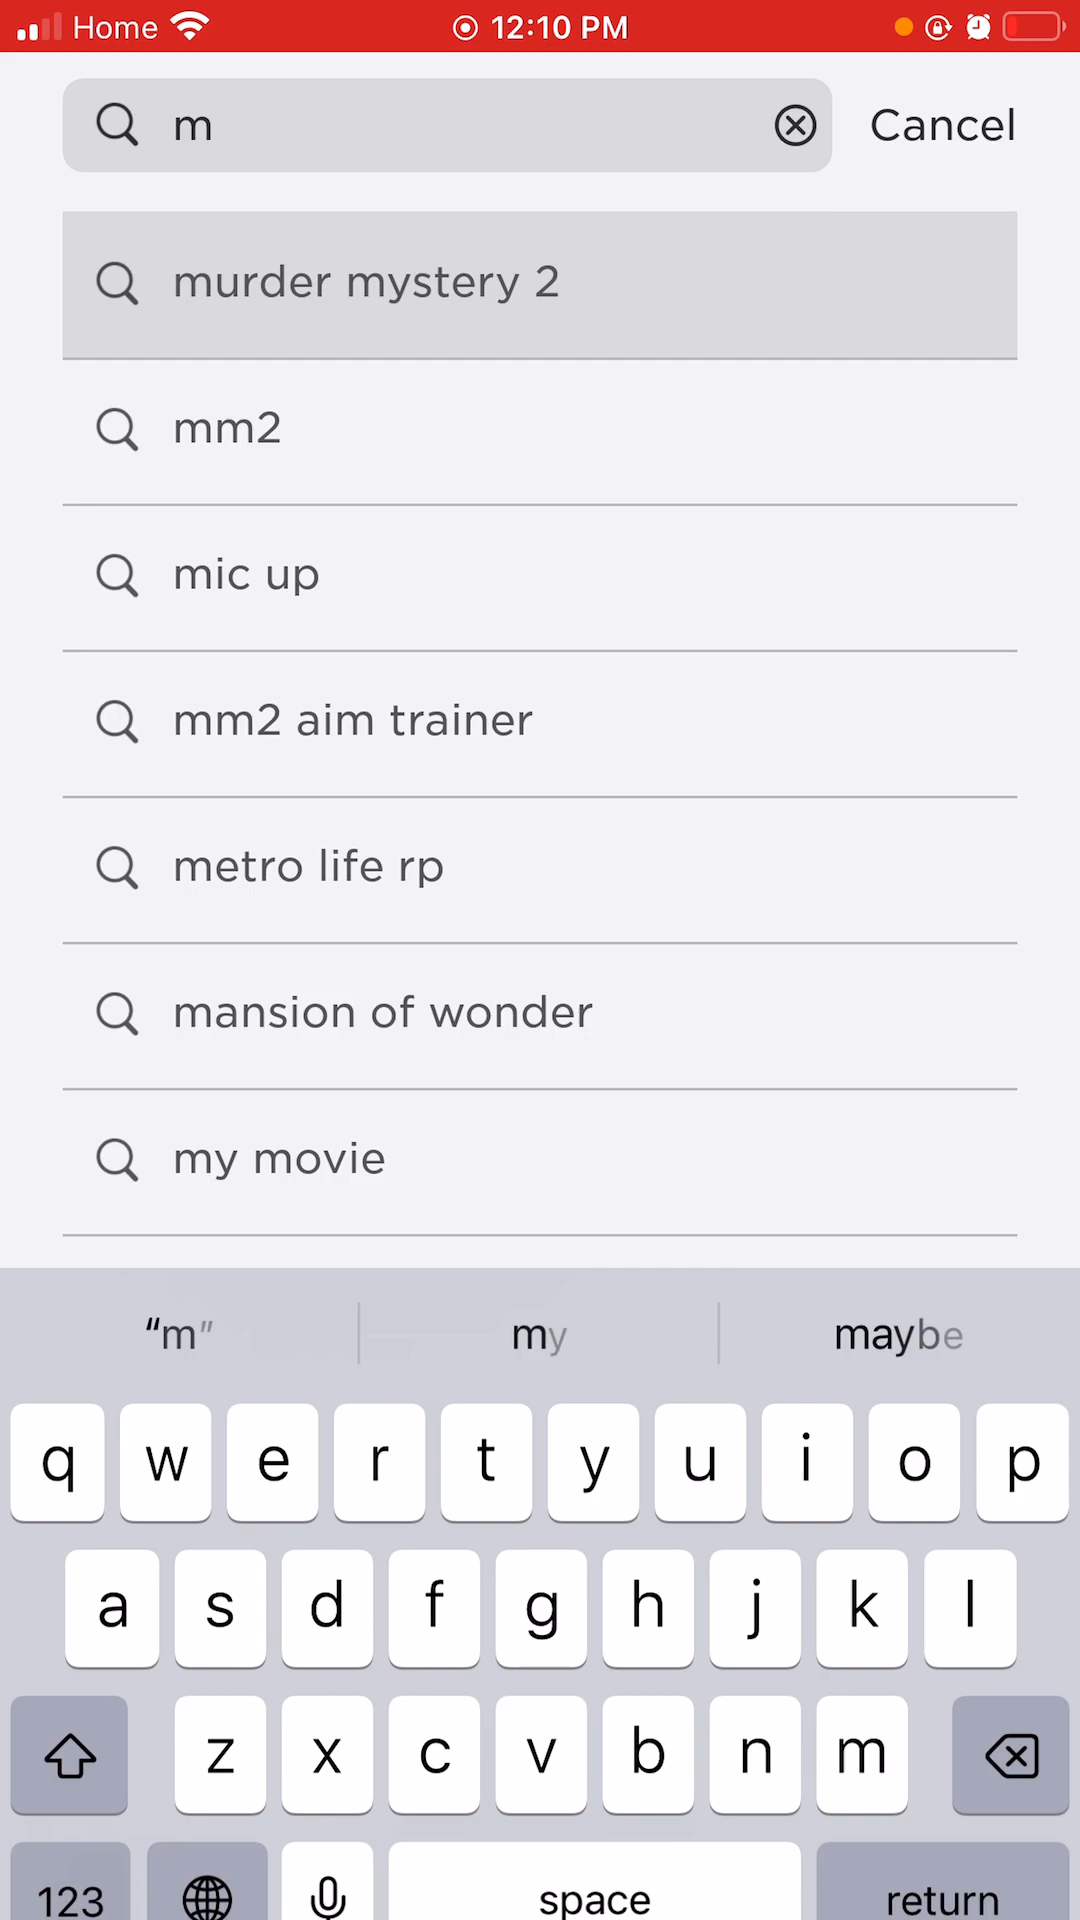 Home 12:10 PM
m Cancel
murder mystery 2
mm2
mic up
mm2 aim trainer
metro life rp
mansion of wonder
my movie
“m” my maybe
q w e r t y u i o p
a s d f g h j k l
z x c v b n m
123 space return